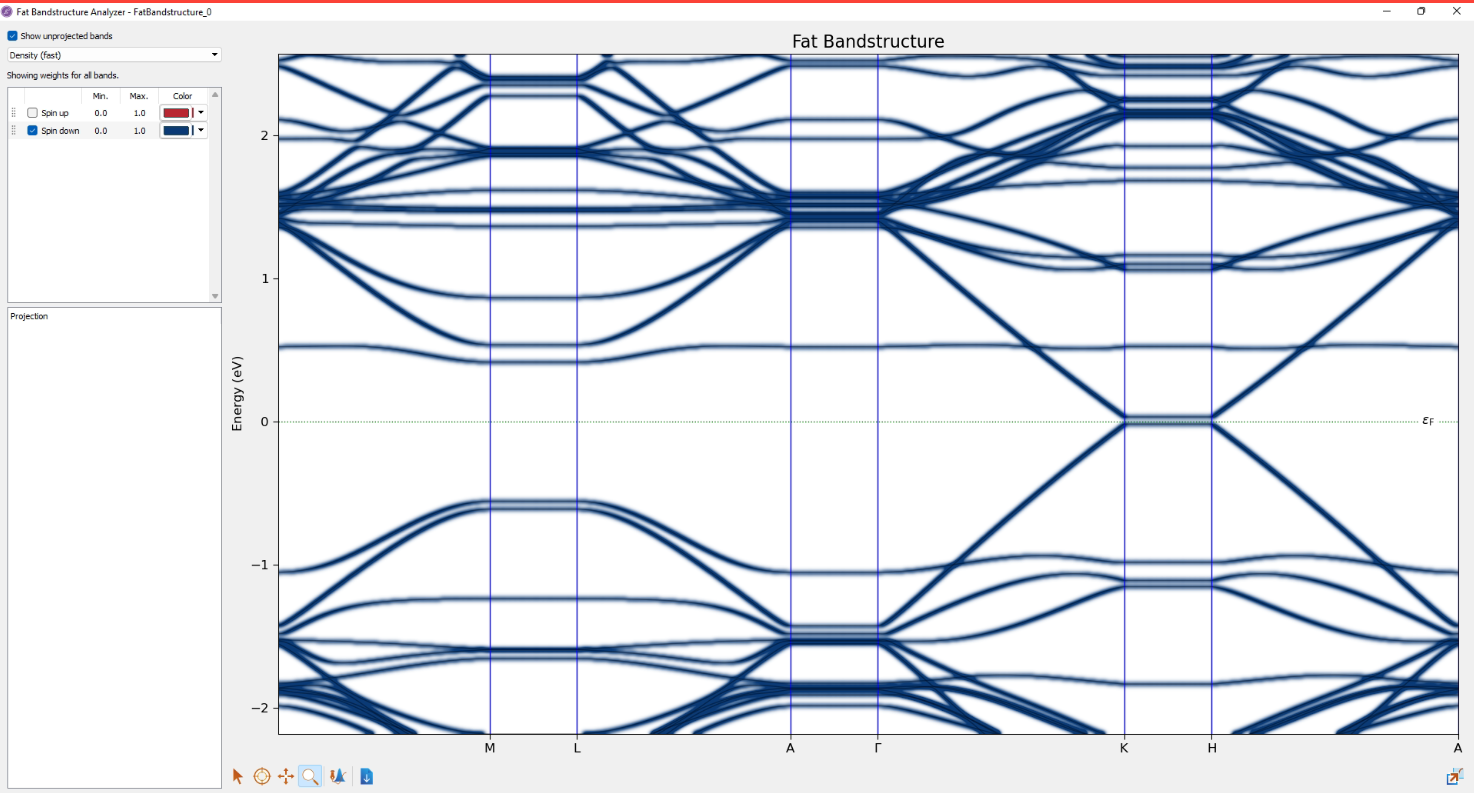 Fat Bandstructure Analyzer - FatBandstructure_0
Show unprojected bands
Density (fast)
Showing weights for all bands.
Min. Max. Color
Spin up 0.0 1.0
Spin down 0.0 1.0
Projection
Fat Bandstructure
Energy (eV)
2
1
0
−1
−2
εF
M L A Γ K H A